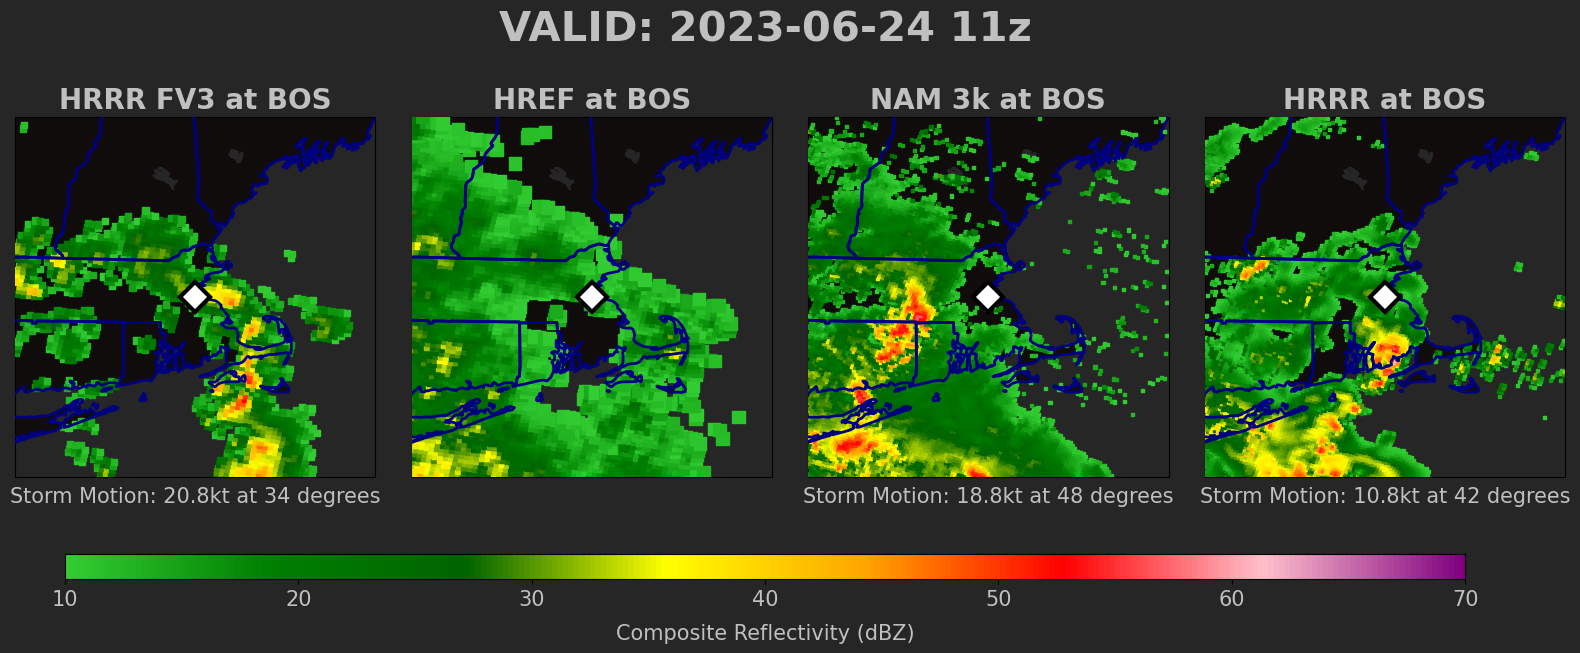 VALID: 2023-06-24 11z
HRRR FV3 at BOS
HREF at BOS
NAM 3k at BOS
HRRR at BOS
Storm Motion: 20.8kt at 34 degrees
Storm Motion: 18.8kt at 48 degrees
Storm Motion: 10.8kt at 42 degrees
10 20 30 40 50 60 70
Composite Reflectivity (dBZ)